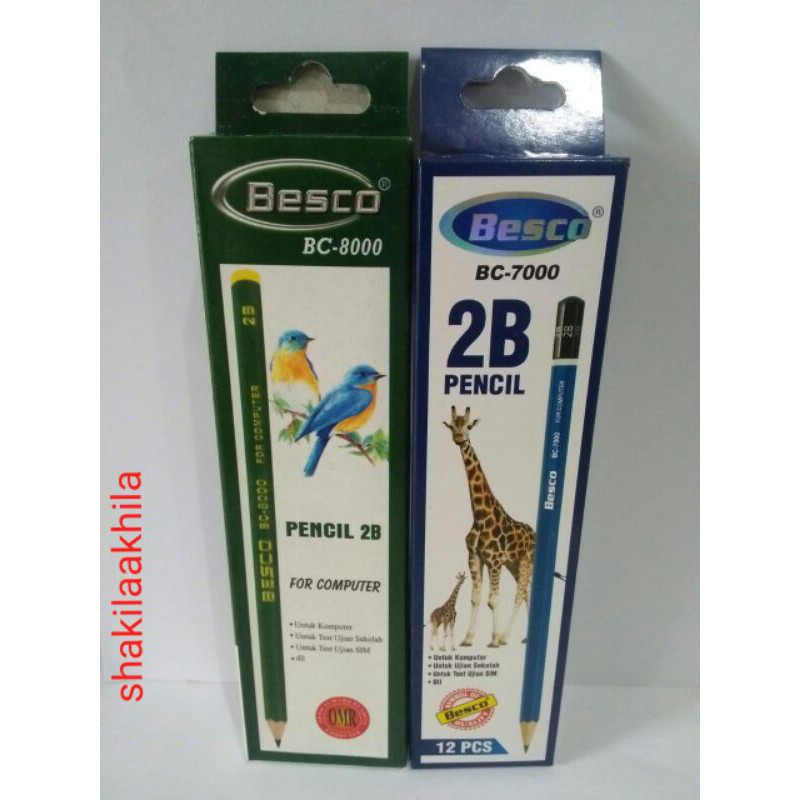 Besco®
BC-8000
2B
FOR COMPUTER
BC-8000
BESCO
PENCIL 2B
FOR COMPUTER
• Untuk Komputer
• Untuk Test Ujian Sekolah
• Untuk Test Ujian SIM
• dll
OMR
Besco®
BC-7000
2B
PENCIL
2B
FOR COMPUTER
BC-7000
Besco
• Untuk Komputer
• Untuk Ujian Sekolah
• Untuk Test Ujian SIM
• Dll
Besco
QUALITY
12 PCS
shakilaakhila